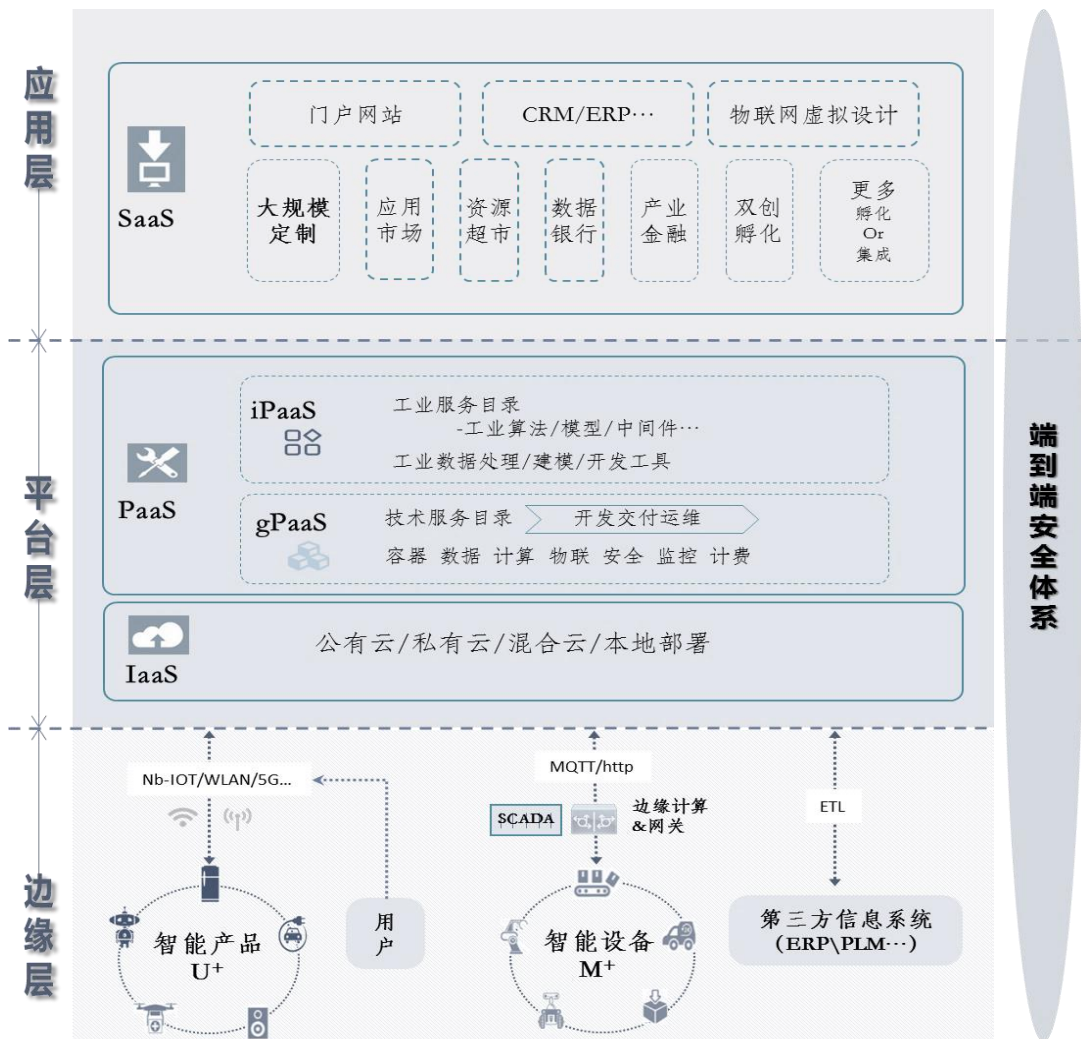 应用层
SaaS
门户网站
CRM/ERP…
物联网虚拟设计
大规模
定制
应用
市场
资源
超市
数据
银行
产业
金融
双创
孵化
更多
孵化
Or
集成
平台层
PaaS
iPaaS
工业服务目录
-工业算法/模型/中间件…
工业数据处理/建模/开发工具
gPaaS
技术服务目录
开发交付运维
容器 数据 计算 物联 安全 监控 计费
IaaS
公有云/私有云/混合云/本地部署
边缘层
Nb-IOT/WLAN/5G...
MQTT/http
ETL
SCADA
边缘计算
&网关
智能产品
U⁺
用户
智能设备
M⁺
第三方信息系统
(ERP\PLM…)
端到端安全体系